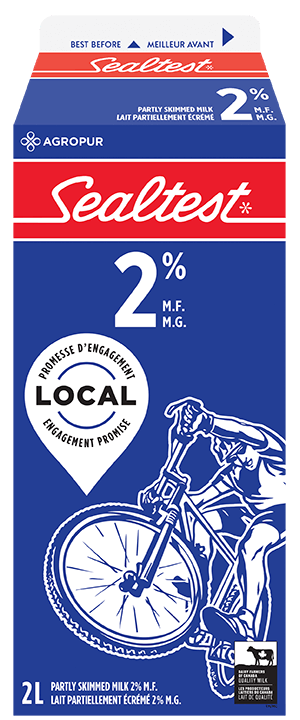 BEST BEFORE MEILLEUR AVANT
Sealtest*
PARTLY SKIMMED MILK
LAIT PARTIELLEMENT ÉCRÉMÉ
2%
M.F.
M.G.
AGROPUR
Sealtest*
2%
M.F.
M.G.
PROMESSE D'ENGAGEMENT
LOCAL
ENGAGEMENT PROMISE
DAIRY FARMERS
OF CANADA
QUALITY MILK
LES PRODUCTEURS
LAITIERS DU CANADA
LAIT DE QUALITÉ
2L
PARTLY SKIMMED MILK 2% M.F.
LAIT PARTIELLEMENT ÉCRÉMÉ 2% M.G.